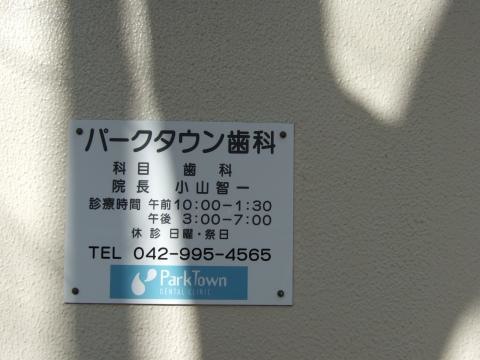 パークタウン歯科
科目 歯科
院長 小山智一
診療時間 午前10:00-1:30
午後 3:00-7:00
休診 日曜・祭日
TEL 042-995-4565
ParkTown
DENTAL CLINIC